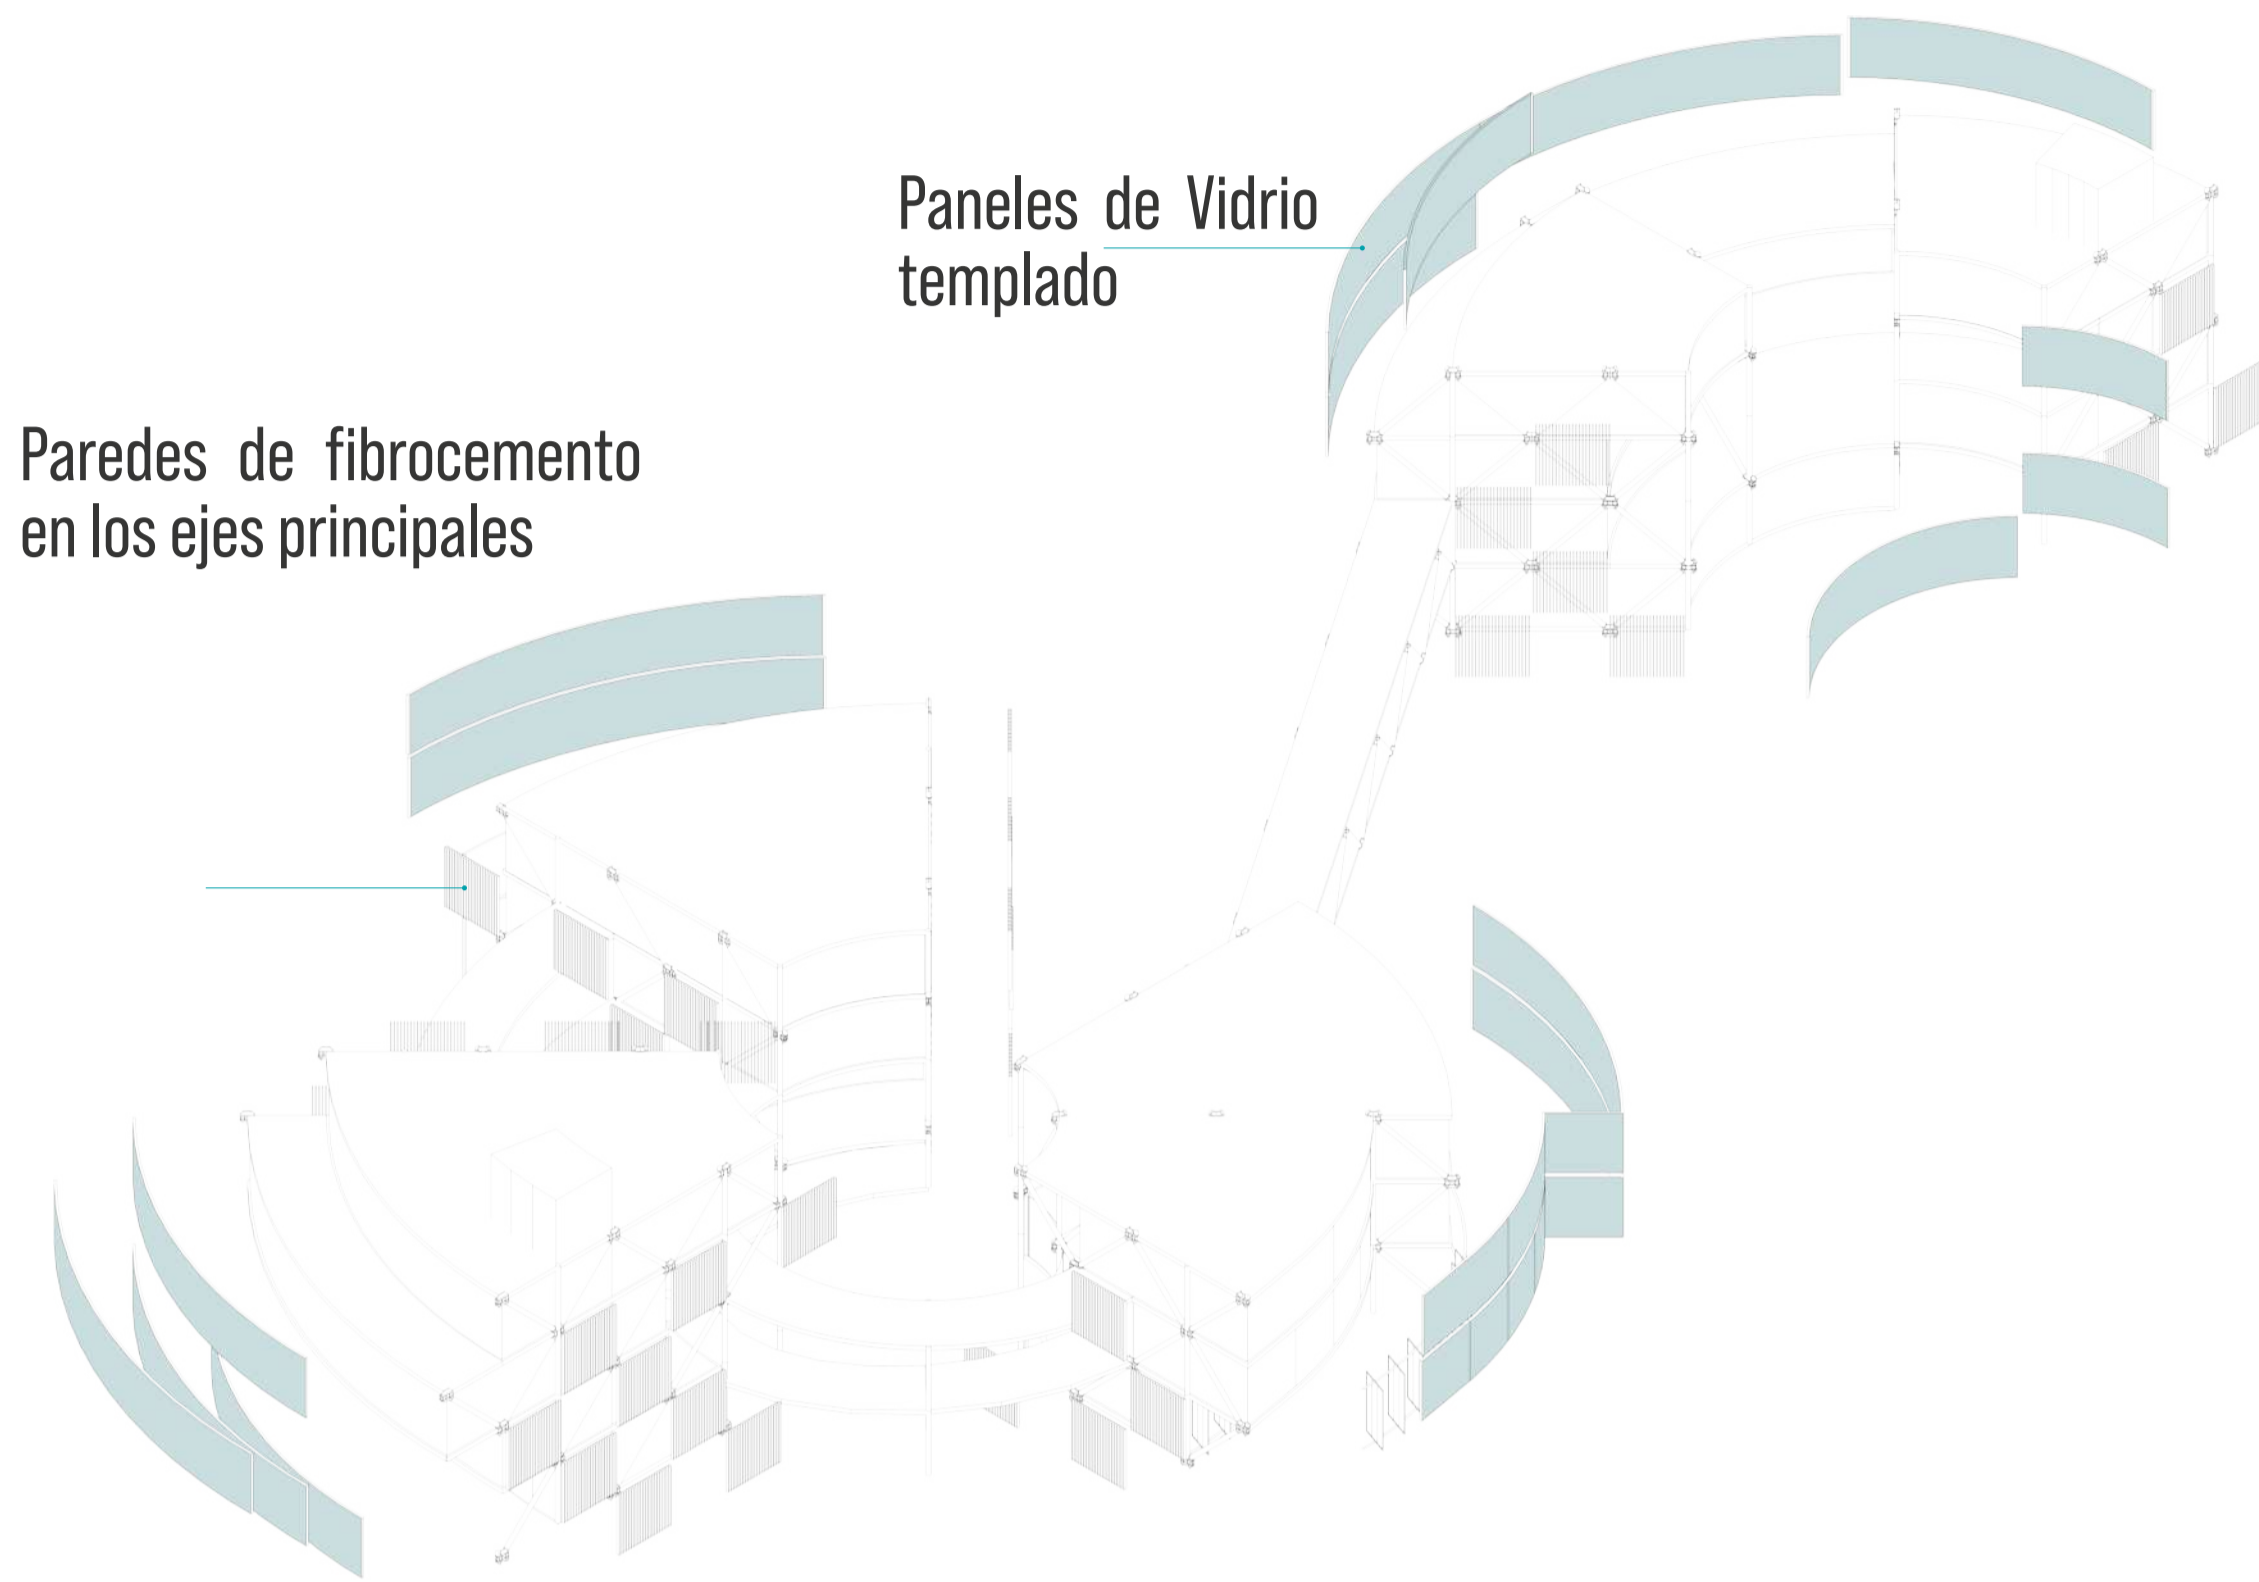 Paneles de Vidrio
templado
Paredes de fibrocemento
en los ejes principales